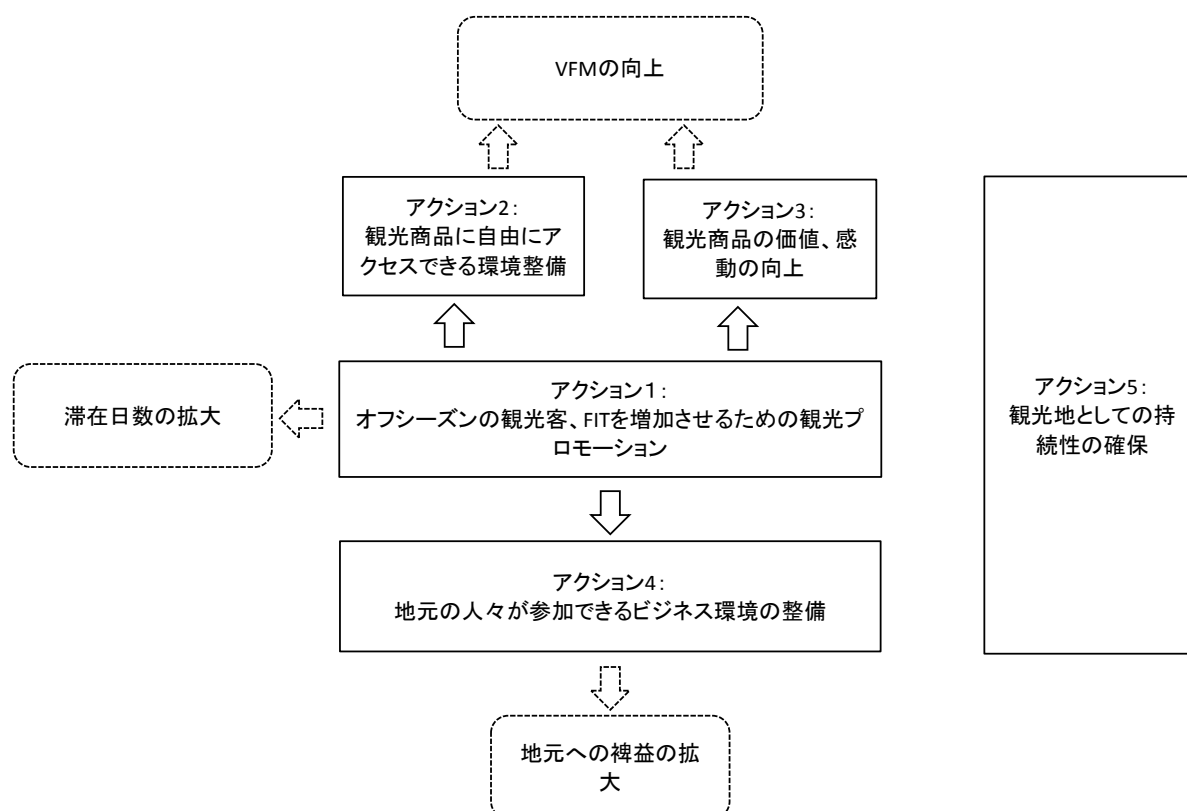 VFMの向上
アクション2：
観光商品に自由にア
クセスできる環境整備
アクション3：
観光商品の価値、感
動の向上
滞在日数の拡大
アクション１：
オフシーズンの観光客、FITを増加させるための観光プ
ロモーション
アクション5：
観光地としての持
続性の確保
アクション4：
地元の人々が参加できるビジネス環境の整備
地元への裨益の拡
大